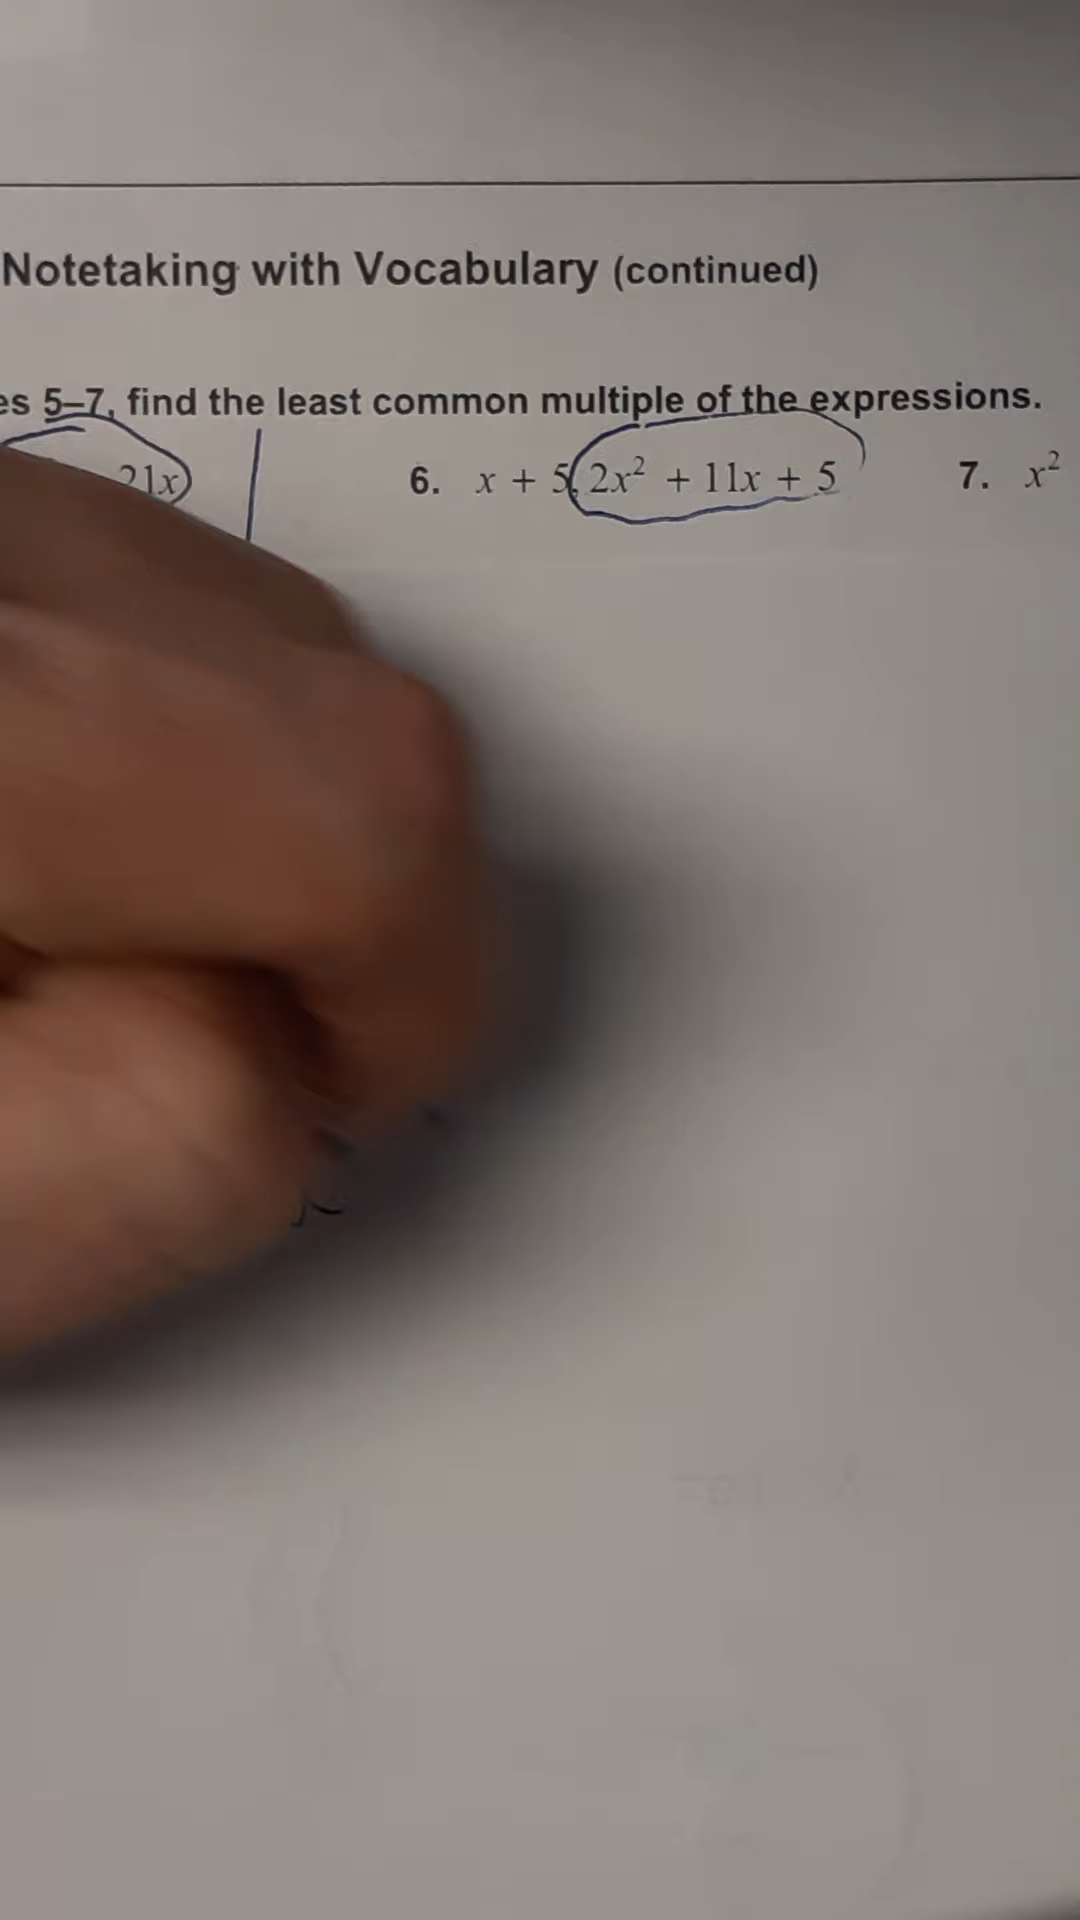 Notetaking with Vocabulary (continued)
es 5–7, find the least common multiple of the expressions.
21x
6. x + 5, 2x² + 11x + 5
7. x²